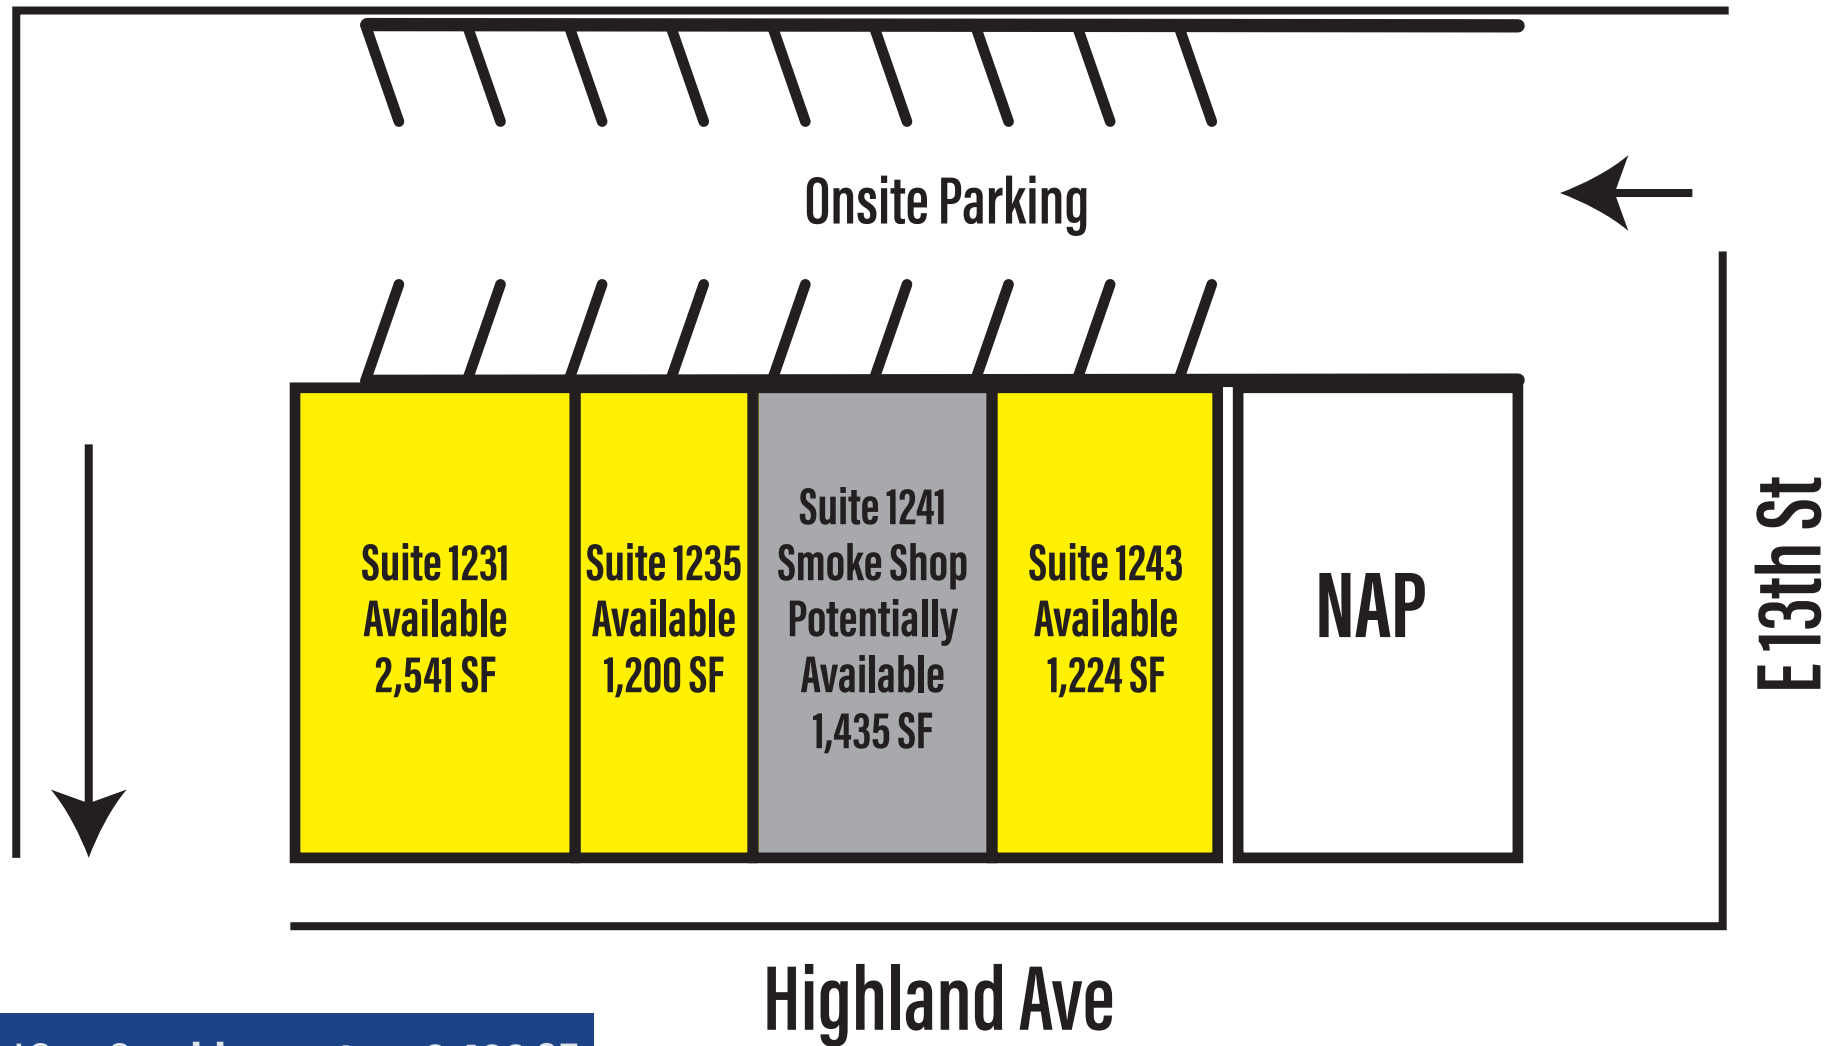 Onsite Parking
Suite 1231
Available
2,541 SF
Suite 1235
Available
1,200 SF
Suite 1241
Smoke Shop
Potentially
Available
1,435 SF
Suite 1243
Available
1,224 SF
NAP
E 13th St
Highland Ave